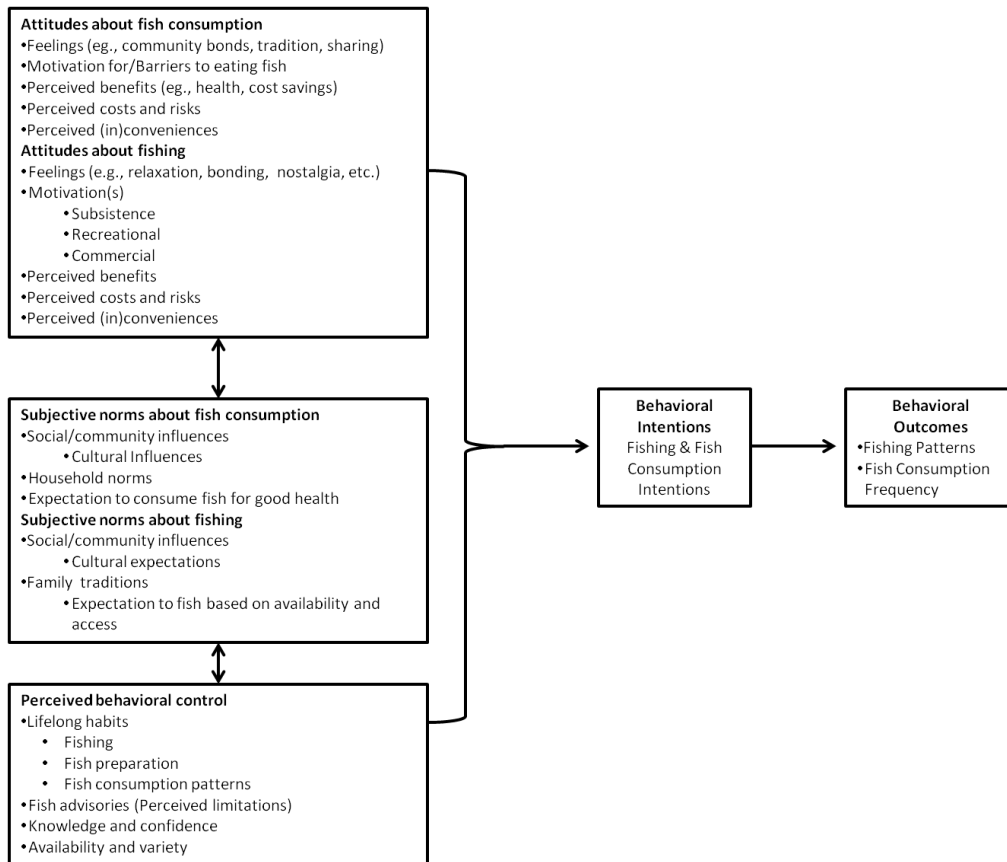 Attitudes about fish consumption
•Feelings (eg., community bonds, tradition, sharing)
•Motivation for/Barriers to eating fish
•Perceived benefits (eg., health, cost savings)
•Perceived costs and risks
•Perceived (in)conveniences
Attitudes about fishing
•Feelings (e.g., relaxation, bonding, nostalgia, etc.)
•Motivation(s)
•Subsistence
•Recreational
•Commercial
•Perceived benefits
•Perceived costs and risks
•Perceived (in)conveniences
Subjective norms about fish consumption
•Social/community influences
•Cultural Influences
•Household norms
•Expectation to consume fish for good health
Subjective norms about fishing
•Social/community influences
•Cultural expectations
•Family traditions
•Expectation to fish based on availability and
access
Perceived behavioral control
•Lifelong habits
• Fishing
• Fish preparation
• Fish consumption patterns
•Fish advisories (Perceived limitations)
•Knowledge and confidence
•Availability and variety
Behavioral
Intentions
Fishing & Fish
Consumption
Intentions
Behavioral
Outcomes
•Fishing Patterns
•Fish Consumption
Frequency